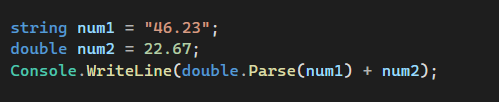 string num1 = "46.23";
double num2 = 22.67;
Console.WriteLine(double.Parse(num1) + num2);